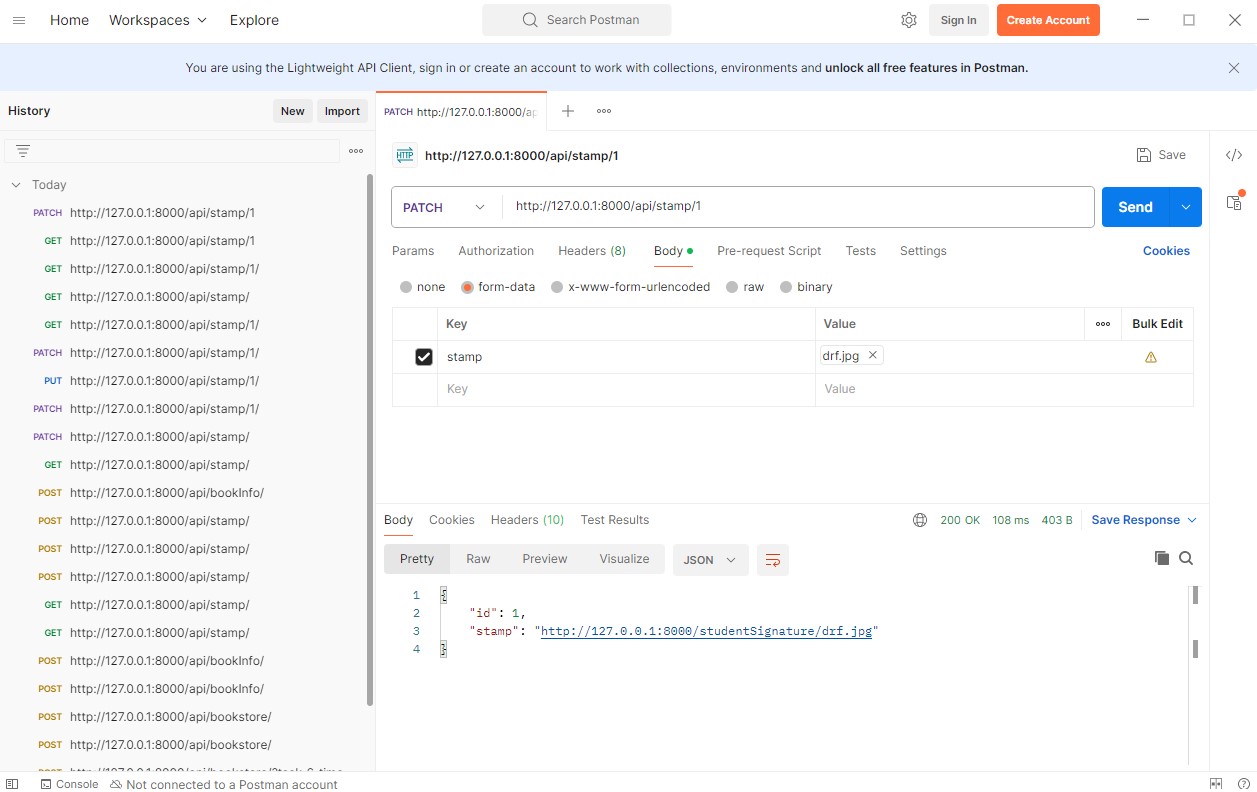 Home Workspaces Explore Search Postman Sign In Create Account
You are using the Lightweight API Client, sign in or create an account to work with collections, environments and unlock all free features in Postman.
History New Import
Today
PATCH http://127.0.0.1:8000/api/stamp/1
GET http://127.0.0.1:8000/api/stamp/1
GET http://127.0.0.1:8000/api/stamp/1/
GET http://127.0.0.1:8000/api/stamp/
GET http://127.0.0.1:8000/api/stamp/1/
PATCH http://127.0.0.1:8000/api/stamp/1/
PUT http://127.0.0.1:8000/api/stamp/1/
PATCH http://127.0.0.1:8000/api/stamp/1/
PATCH http://127.0.0.1:8000/api/stamp/
GET http://127.0.0.1:8000/api/stamp/
POST http://127.0.0.1:8000/api/bookInfo/
POST http://127.0.0.1:8000/api/stamp/
POST http://127.0.0.1:8000/api/stamp/
POST http://127.0.0.1:8000/api/stamp/
GET http://127.0.0.1:8000/api/stamp/
GET http://127.0.0.1:8000/api/stamp/
POST http://127.0.0.1:8000/api/bookInfo/
POST http://127.0.0.1:8000/api/bookInfo/
POST http://127.0.0.1:8000/api/bookstore/
POST http://127.0.0.1:8000/api/bookstore/
PATCH http://127.0.0.1:8000/ap
HTTP http://127.0.0.1:8000/api/stamp/1 Save
PATCH http://127.0.0.1:8000/api/stamp/1 Send
Params Authorization Headers (8) Body Pre-request Script Tests Settings Cookies
none form-data x-www-form-urlencoded raw binary
Key Value Bulk Edit
stamp drf.jpg
Key Value
Body Cookies Headers (10) Test Results 200 OK 108 ms 403 B Save Response
Pretty Raw Preview Visualize JSON
1 {
2 "id": 1,
3 "stamp": "http://127.0.0.1:8000/studentSignature/drf.jpg"
4 }
Console Not connected to a Postman account